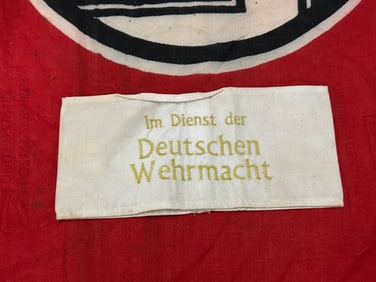 Im Dienst der
Deutschen
Wehrmacht